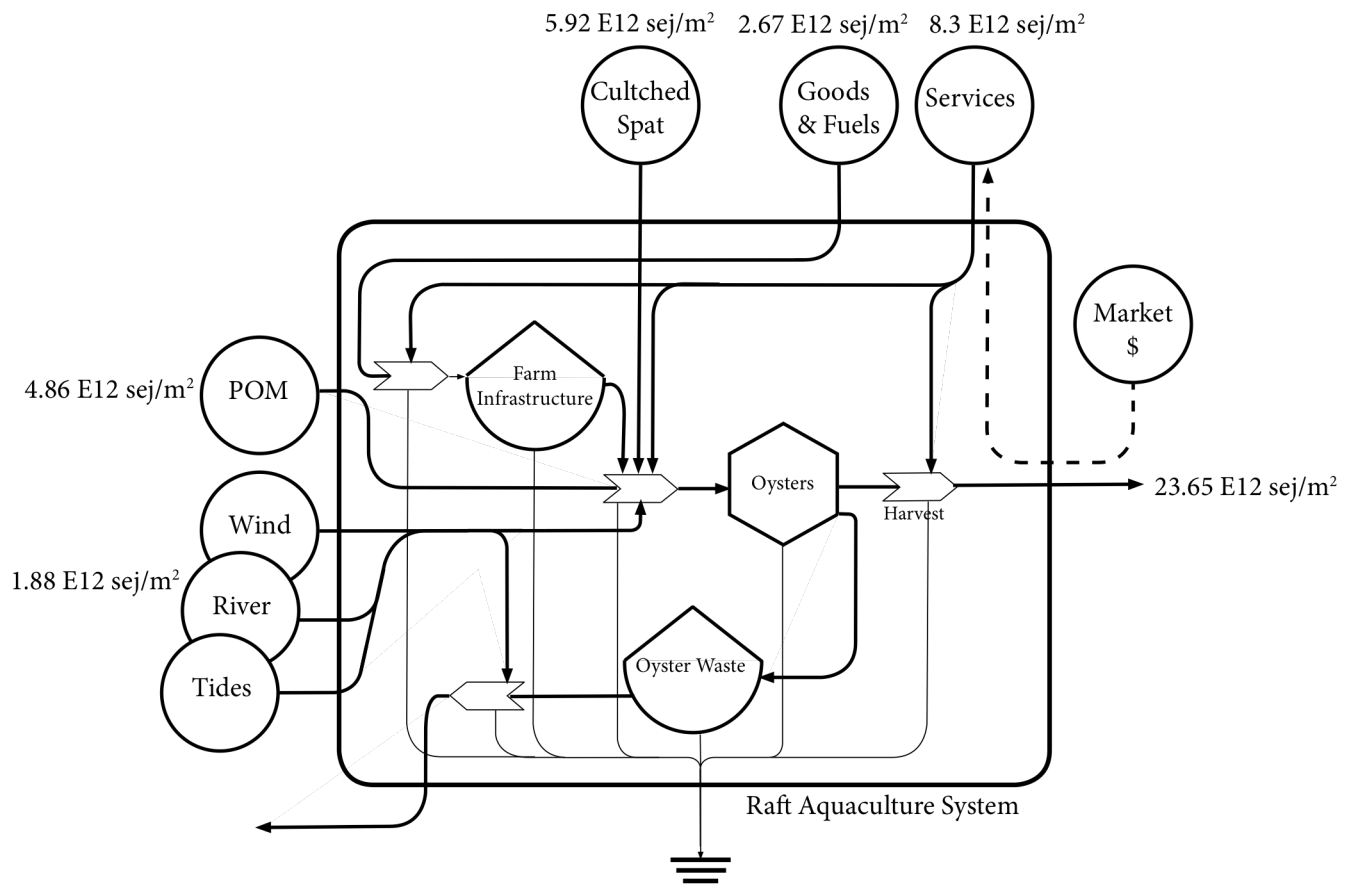 5.92 E12 sej/m²
2.67 E12 sej/m²
8.3 E12 sej/m²
Cultched
Spat
Goods
& Fuels
Services
Market
$
POM
4.86 E12 sej/m²
Farm
Infrastructure
Oysters
Harvest
23.65 E12 sej/m²
Wind
1.88 E12 sej/m²
River
Tides
Oyster Waste
Raft Aquaculture System